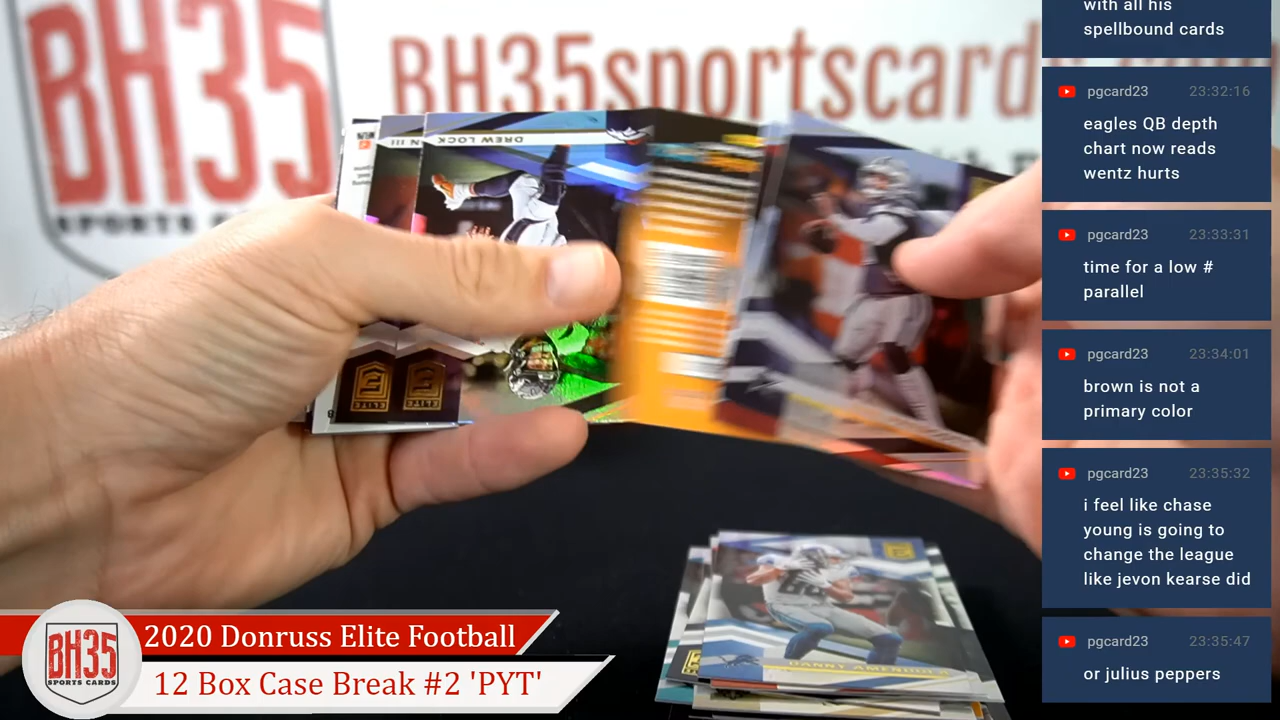 BH35
SPORTS
BH35sportscard
DREW LOCK
N III
ELITE
ELITE
DANNY AMENDOLA
BH35
SPORTS CARDS
2020 Donruss Elite Football
12 Box Case Break #2 'PYT'
with all his
spellbound cards
pgcard23 23:32:16
eagles QB depth
chart now reads
wentz hurts
pgcard23 23:33:31
time for a low #
parallel
pgcard23 23:34:01
brown is not a
primary color
pgcard23 23:35:32
i feel like chase
young is going to
change the league
like jevon kearse did
pgcard23 23:35:47
or julius peppers